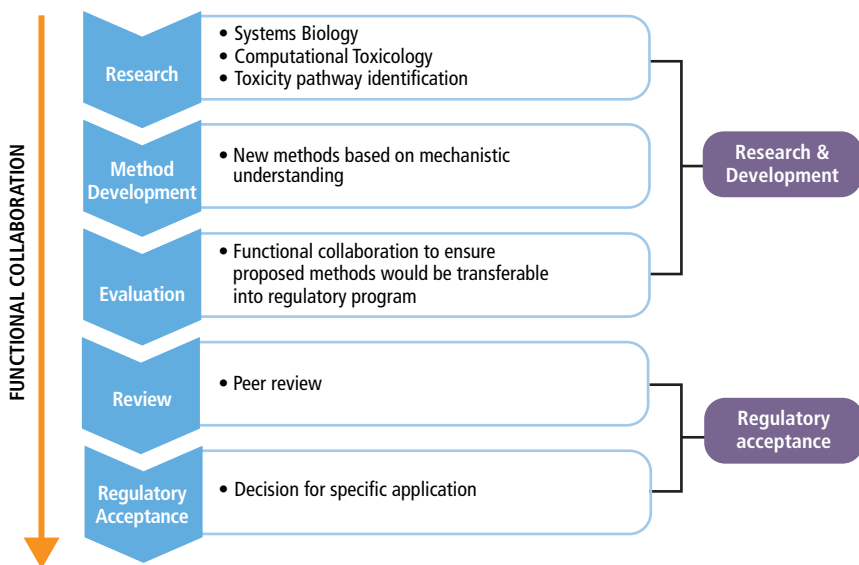 FUNCTIONAL COLLABORATION
Research
• Systems Biology
• Computational Toxicology
• Toxicity pathway identification
Method
Development
• New methods based on mechanistic
understanding
Evaluation
• Functional collaboration to ensure
proposed methods would be transferable
into regulatory program
Research &
Development
Review
• Peer review
Regulatory
Acceptance
• Decision for specific application
Regulatory
acceptance